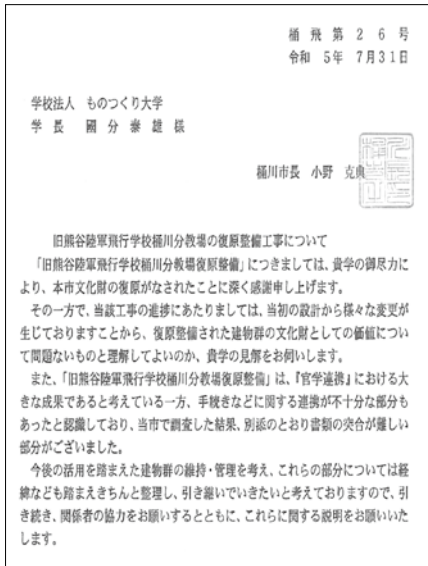 桶飛第26号
令和 5年 7月31日
学校法人 ものつくり大学
学長 國分泰雄様
桶川市長 小野 克典
旧熊谷陸軍飛行学校桶川分教場の復原整備工事について
「旧熊谷陸軍飛行学校桶川分教場復原整備」につきましては、貴学の御尽力に
より、本市文化財の復原がなされたことに深く感謝申し上げます。
その一方で、当該工事の進捗にあたりましては、当初の設計から様々な変更が
生じておりますことから、復原整備された建物群の文化財としての価値につい
て問題ないものと理解してよいのか、貴学の見解をお伺いします。
また、「旧熊谷陸軍飛行学校桶川分教場復原整備」は、『官学連携』における大
きな成果であると考えている一方、手続きなどに関する連携が不十分な部分も
あったと認識しており、当市で調査した結果、別添のとおり書類の突合が難しい
部分がございました。
今後の活用を踏まえた建物群の維持・管理を考え、これらの部分については経
緯なども踏まえきちんと整理し、引き継いでいきたいと考えておりますので、引
き続き、関係者の協力をお願いするとともに、これらに関する説明をお願いいた
します。